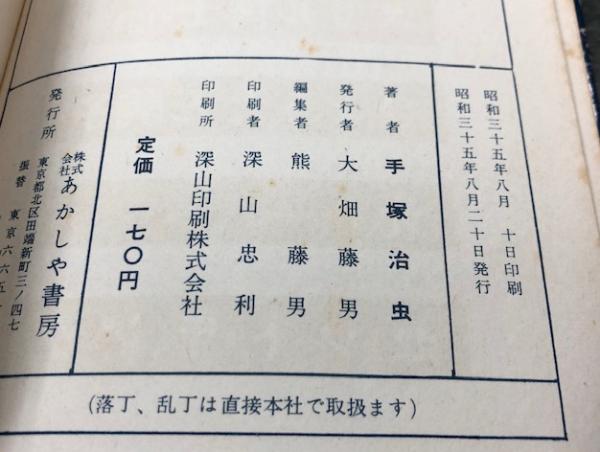 昭和三十五年八月 十日印刷
昭和三十五年八月二十日発行
著者 手塚治虫
発行者 大畑藤男
編集者 熊藤男
印刷者 深山忠利
印刷所 深山印刷株式会社
定価 一七〇円
発行所 株式会社 あかしや書房
東京都北区田端新町三ノ四七
振替 東京六六五
(落丁、乱丁は直接本社で取扱ます)